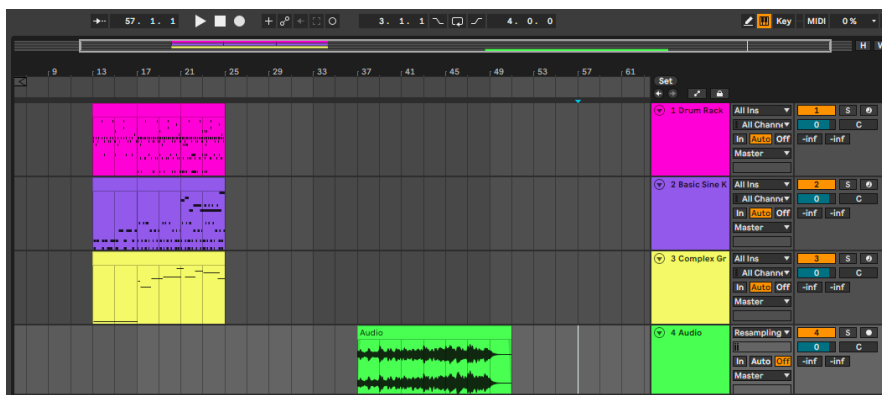 57. 1. 1 3. 1. 1 4. 0. 0 Key MIDI 0%
H
9 13 17 21 25 29 33 37 41 45 49 53 57 61
Set
1 Drum Rack All Ins 1 S
All Channe 0 C
In Auto Off -inf -inf
Master
2 Basic Sine K All Ins 2 S
All Channe 0 C
In Auto Off -inf -inf
Master
3 Complex Gr All Ins 3 S
All Channe 0 C
In Auto Off -inf -inf
Master
Audio 4 Audio Resampling 4 S
0 C
In Auto Off -inf -inf
Master